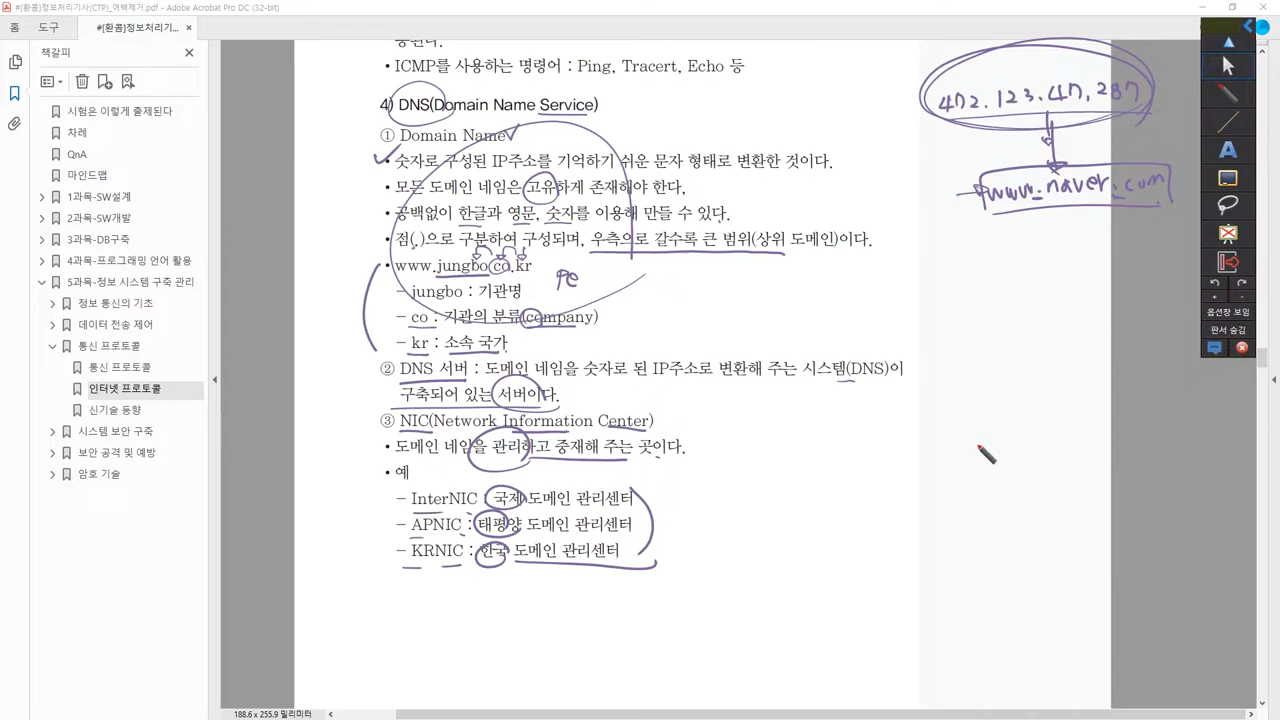 #[환콤]정보처리기사(CTP)_여백제거.pdf - Adobe Acrobat Pro DC (32-bit)
홈 도구 #[환콤]정보처리기... ×
책갈피 ×
시험은 이렇게 출제된다
차례
QnA
마인드맵
1과목-SW설계
2과목-SW개발
3과목-DB구축
4과목-프로그래밍 언어 활용
5과목-정보 시스템 구축 관리
정보 통신의 기초
데이터 전송 제어
통신 프로토콜
통신 프로토콜
인터넷 프로토콜
신기술 동향
시스템 보안 구축
보안 공격 및 예방
암호 기술
• ICMP를 사용하는 명령어 : Ping, Tracert, Echo 등
4) DNS(Domain Name Service)
① Domain Name
• 숫자로 구성된 IP주소를 기억하기 쉬운 문자 형태로 변환한 것이다.
• 모든 도메인 네임은 고유하게 존재해야 한다.
• 공백없이 한글과 영문, 숫자를 이용해 만들 수 있다.
• 점(.)으로 구분하여 구성되며, 우측으로 갈수록 큰 범위(상위 도메인)이다.
• www.jungbo.co.kr
pe
– jungbo : 기관명
– co : 기관의 분류(company)
– kr : 소속 국가
② DNS 서버 : 도메인 네임을 숫자로 된 IP주소로 변환해 주는 시스템(DNS)이
구축되어 있는 서버이다.
③ NIC(Network Information Center)
• 도메인 네임을 관리하고 중재해 주는 곳이다.
• 예
– InterNIC : 국제 도메인 관리센터
– APNIC : 태평양 도메인 관리센터
– KRNIC : 한국 도메인 관리센터
www.naver.com
옵션창 보임
판서 숨김
188.6 x 255.9 밀리미터